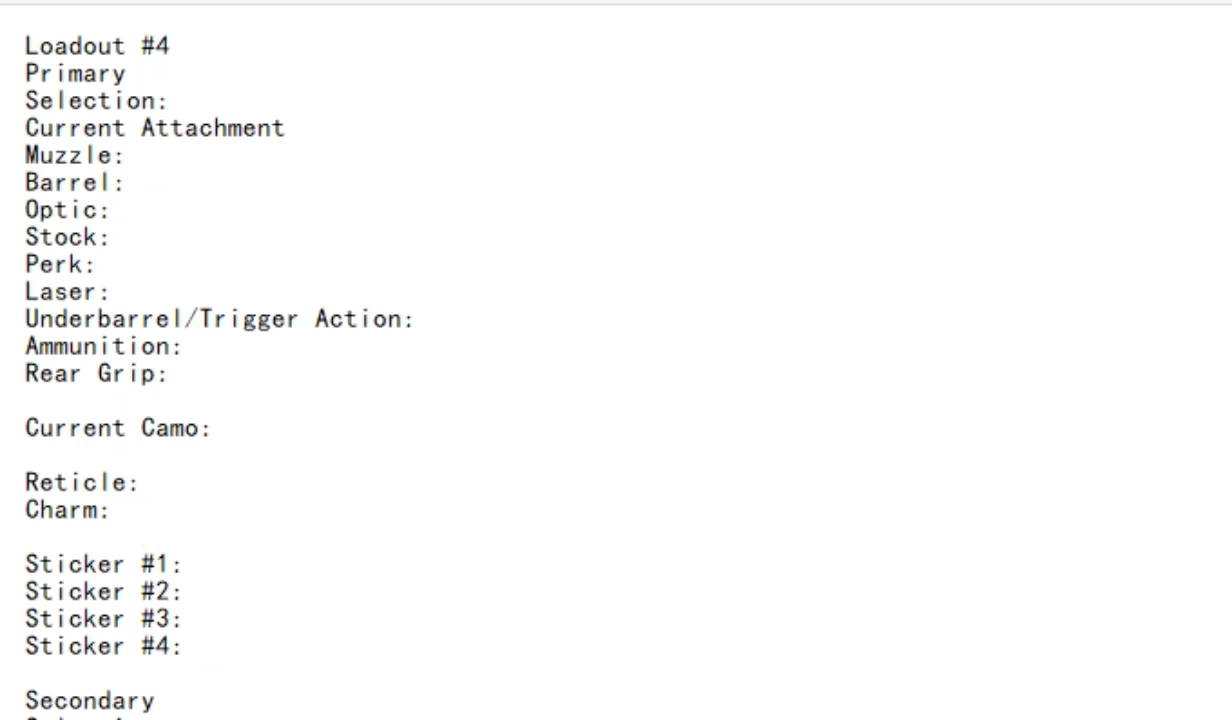 Loadout #4
Primary
Selection:
Current Attachment
Muzzle:
Barrel:
Optic:
Stock:
Perk:
Laser:
Underbarrel/Trigger Action:
Ammunition:
Rear Grip:
Current Camo:
Reticle:
Charm:
Sticker #1:
Sticker #2:
Sticker #3:
Sticker #4:
Secondary